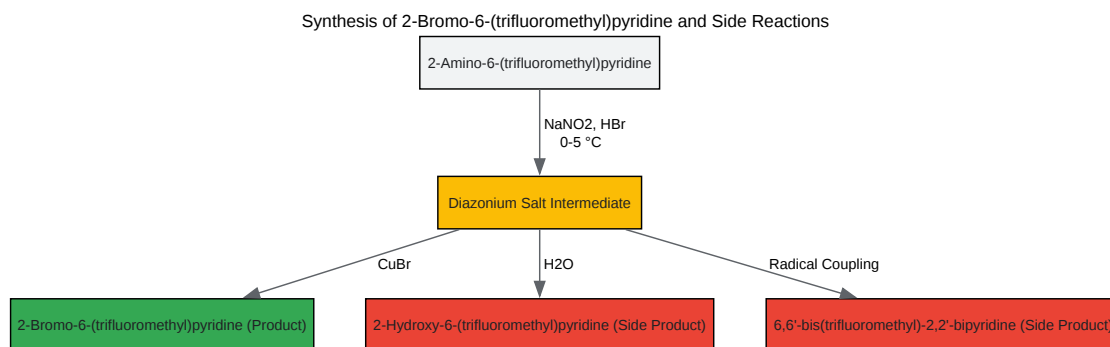 Synthesis of 2-Bromo-6-(trifluoromethyl)pyridine and Side Reactions
2-Amino-6-(trifluoromethyl)pyridine
NaNO2, HBr
0-5 °C
Diazonium Salt Intermediate
CuBr
H2O
Radical Coupling
2-Bromo-6-(trifluoromethyl)pyridine (Product)
2-Hydroxy-6-(trifluoromethyl)pyridine (Side Product)
6,6'-bis(trifluoromethyl)-2,2'-bipyridine (Side Product)